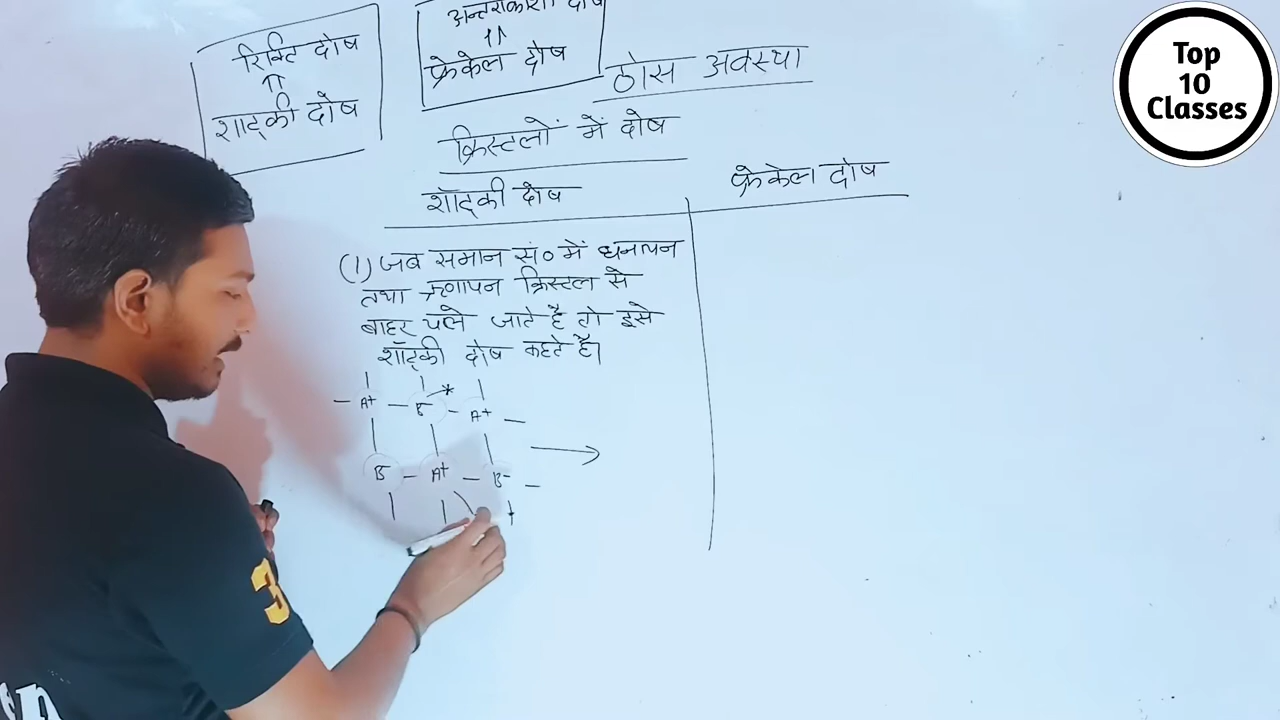 रिक्ति दोष
⇑
शाट्की दोष
अन्तराकाशी दोष
⇑
फ्रेंकेल दोष
ठोस अवस्था
क्रिस्टलों में दोष
शॉट्की दोष
फ्रेंकेल दोष
(1) जब समान सं० में धनायन
तथा ऋणायन क्रिस्टल से
बाहर चले जाते है तो इसे
शॉट्की दोष कहते है।
A+ B- A+
B- A+ B-
Top
10
Classes
3